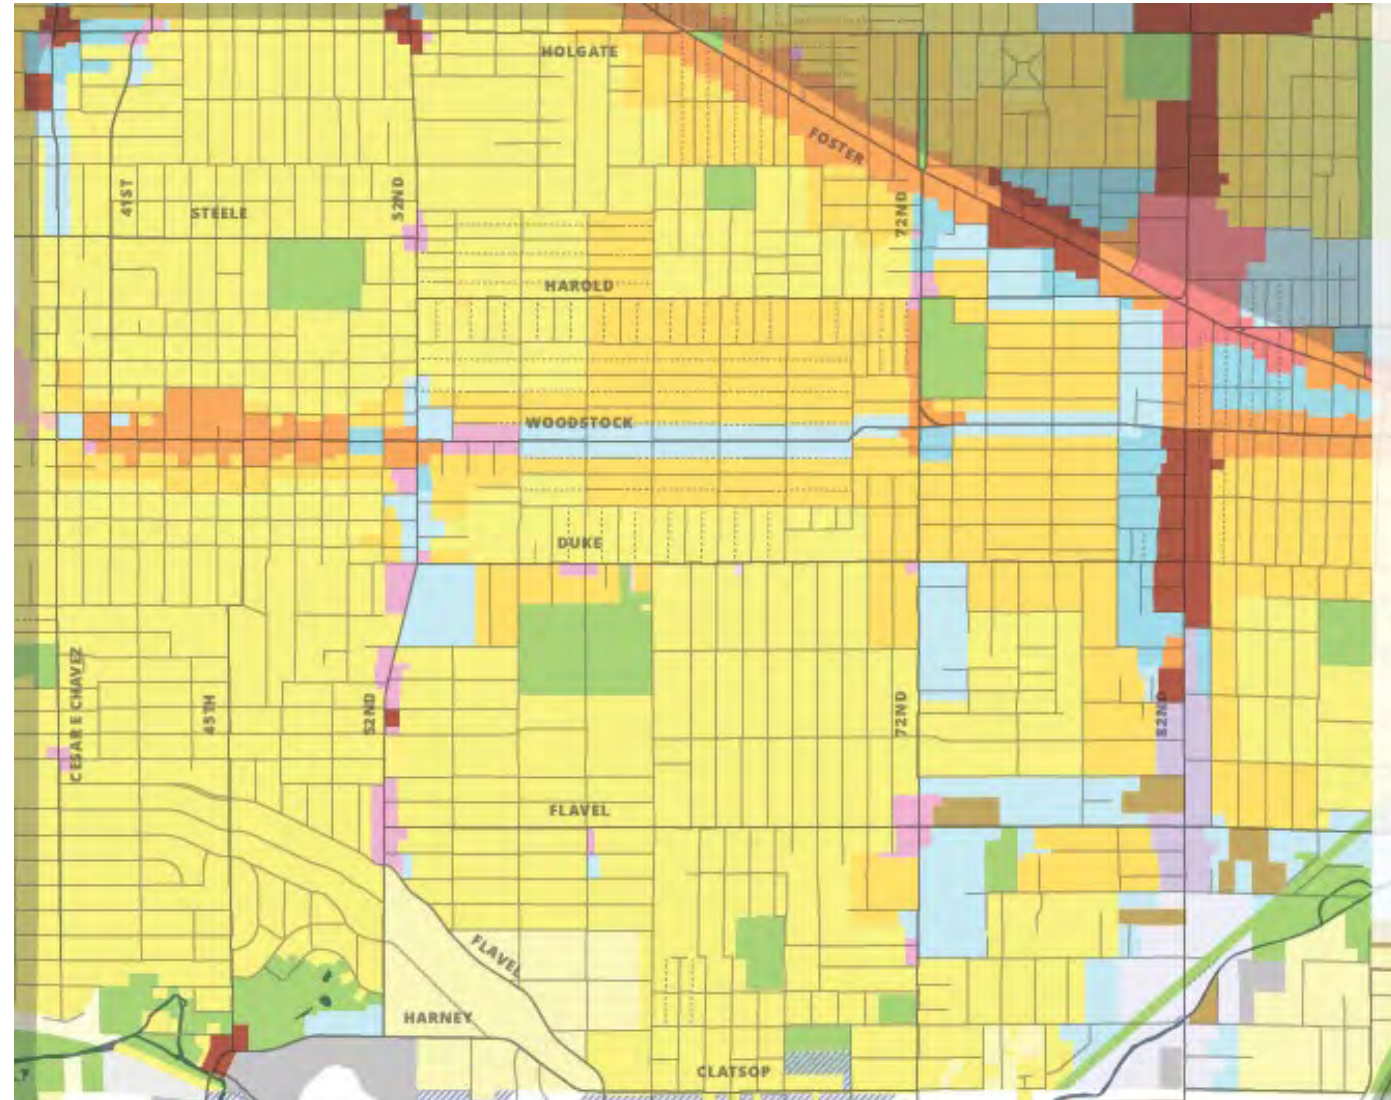 HOLGATE
FOSTER
41ST
STEELE
52ND
72ND
HAROLD
WOODSTOCK
DUKE
CESAR E CHAVEZ
45TH
52ND
72ND
82ND
FLAVEL
FLAVEL
HARNEY
CLATSOP